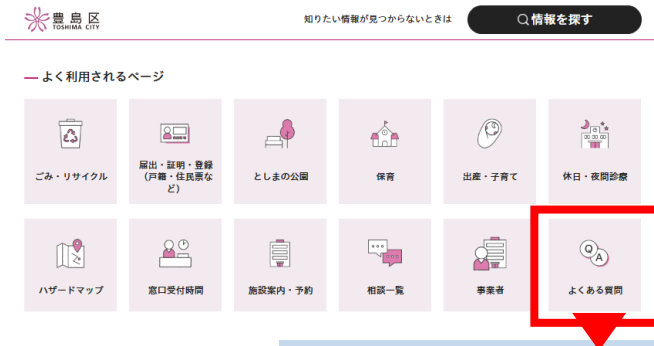 豊島区
TOSHIMA CITY
知りたい情報が見つからないときは
情報を探す
よく利用されるページ
ごみ・リサイクル
届出・証明・登録
（戸籍・住民票な
ど）
としまの公園
保育
出産・子育て
休日・夜間診療
ハザードマップ
窓口受付時間
施設案内・予約
相談一覧
事業者
Q
A
よくある質問